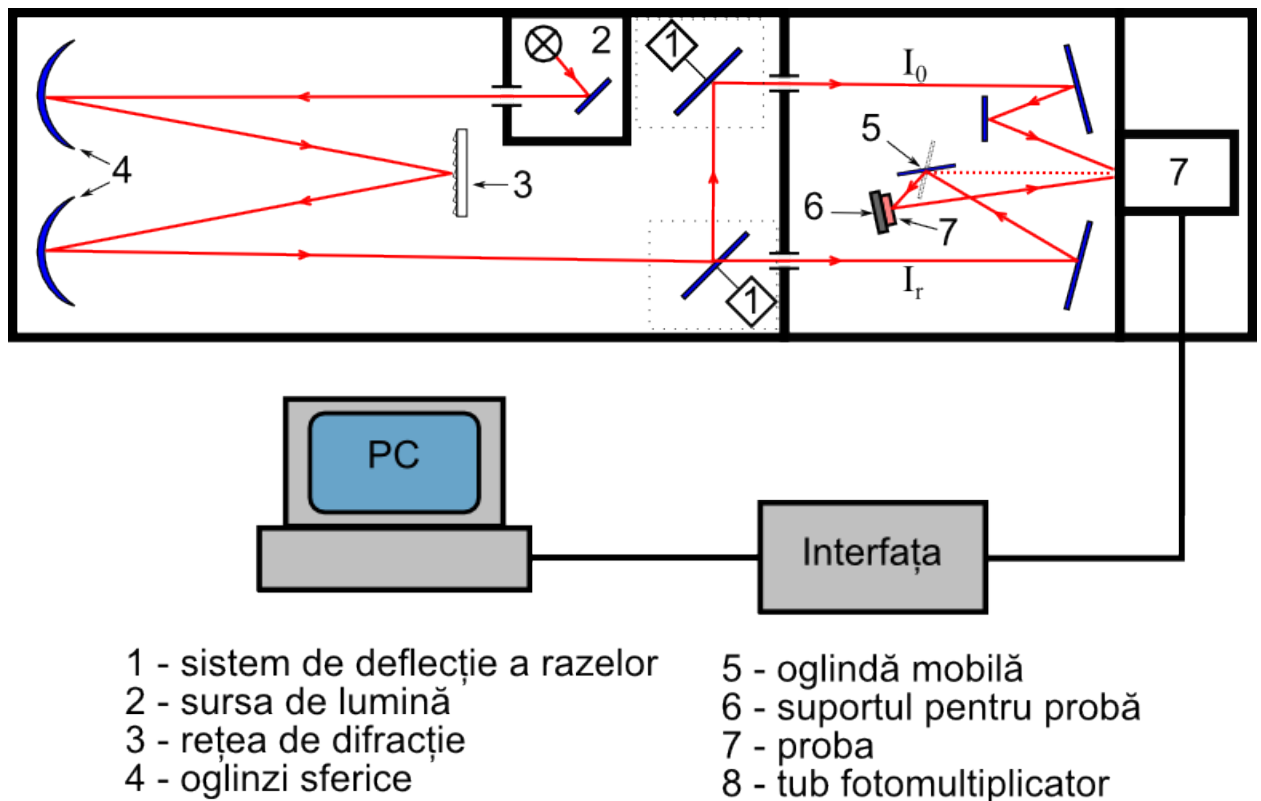 1
2
I0
5
4
3
6
7
7
1
Ir
PC
Interfața
1 - sistem de deflecție a razelor
2 - sursa de lumină
3 - rețea de difracție
4 - oglinzi sferice
5 - oglindă mobilă
6 - suportul pentru probă
7 - proba
8 - tub fotomultiplicator